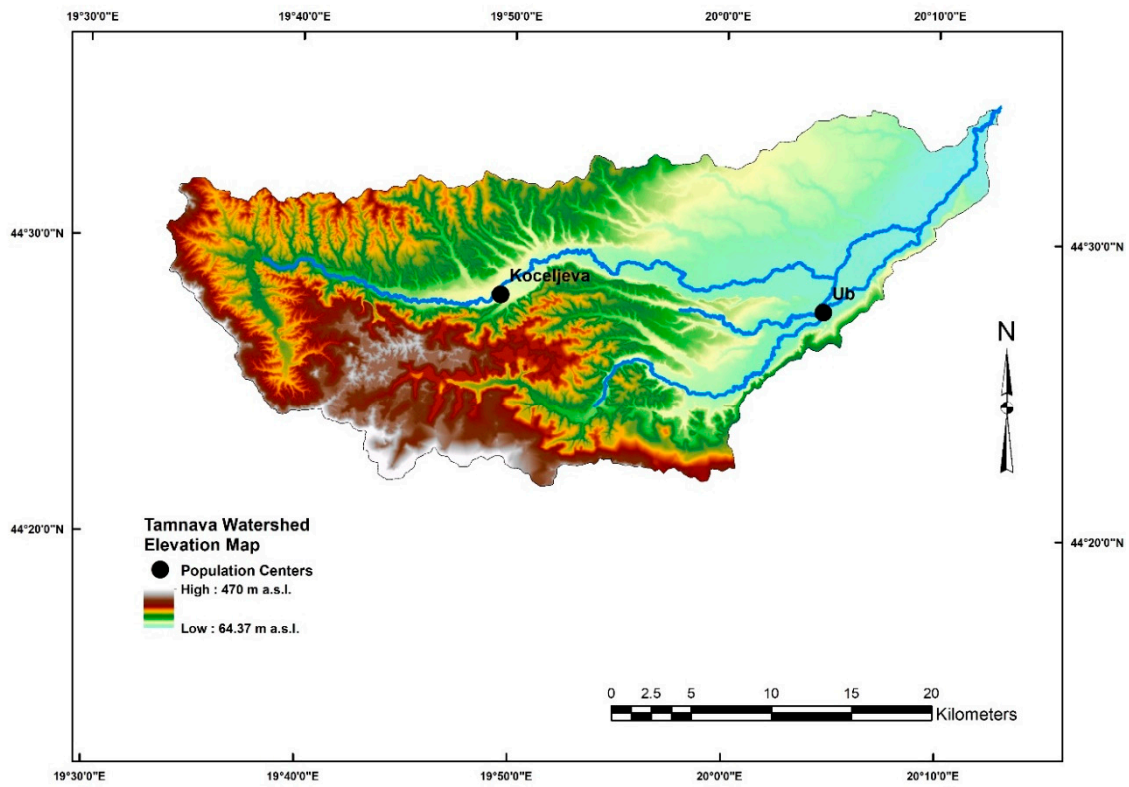 19°30'0"E 19°40'0"E 19°50'0"E 20°0'0"E 20°10'0"E
44°30'0"N 44°30'0"N
Koceljeva
Ub
N
44°20'0"N 44°20'0"N
Tamnava Watershed
Elevation Map
Population Centers
High : 470 m a.s.l.
Low : 64.37 m a.s.l.
0 2.5 5 10 15 20
Kilometers
19°30'0"E 19°40'0"E 19°50'0"E 20°0'0"E 20°10'0"E